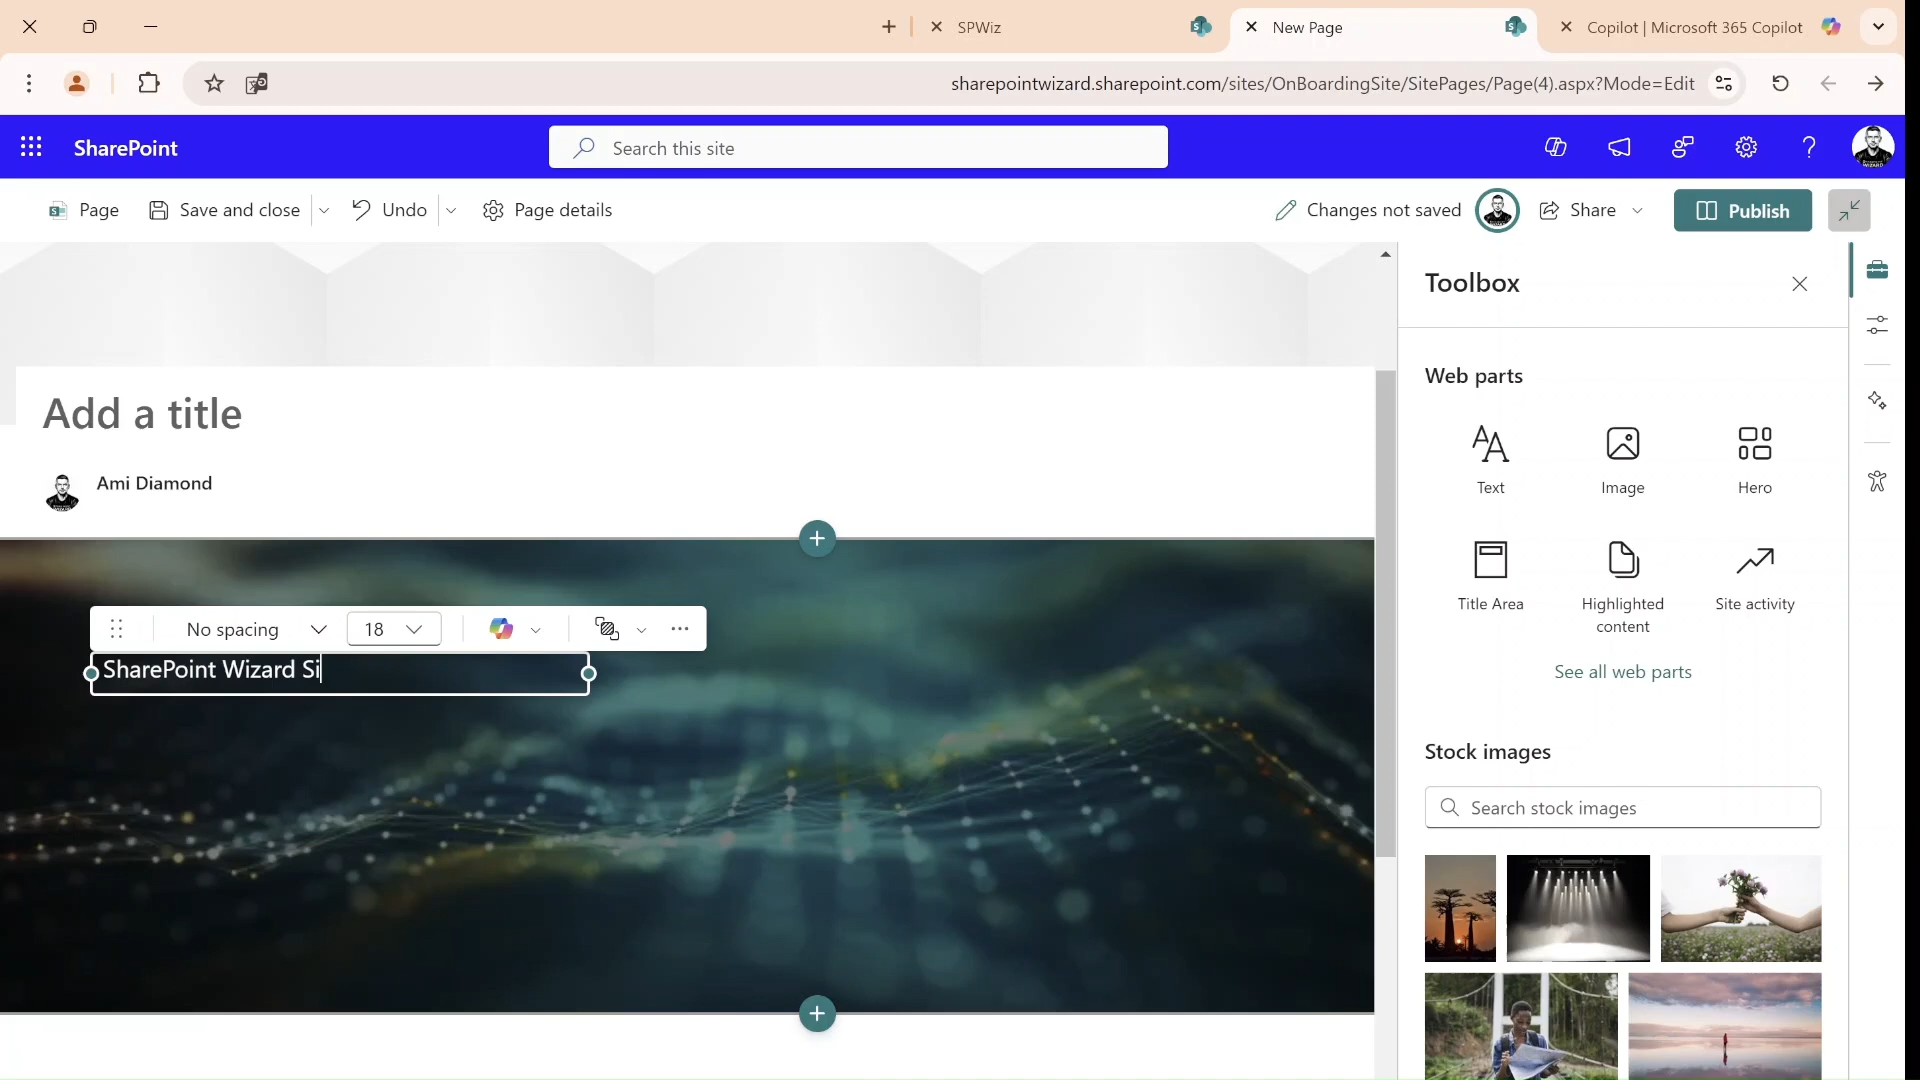 SPWiz
New Page
Copilot | Microsoft 365 Copilot
sharepointwizard.sharepoint.com/sites/OnBoardingSite/SitePages/Page(4).aspx?Mode=Edit
SharePoint
Search this site
Page
Save and close
Undo
Page details
Changes not saved
Share
Publish
Add a title
Ami Diamond
No spacing
18
SharePoint Wizard Si
Toolbox
Web parts
Text
Image
Hero
Title Area
Highlighted
content
Site activity
See all web parts
Stock images
Search stock images